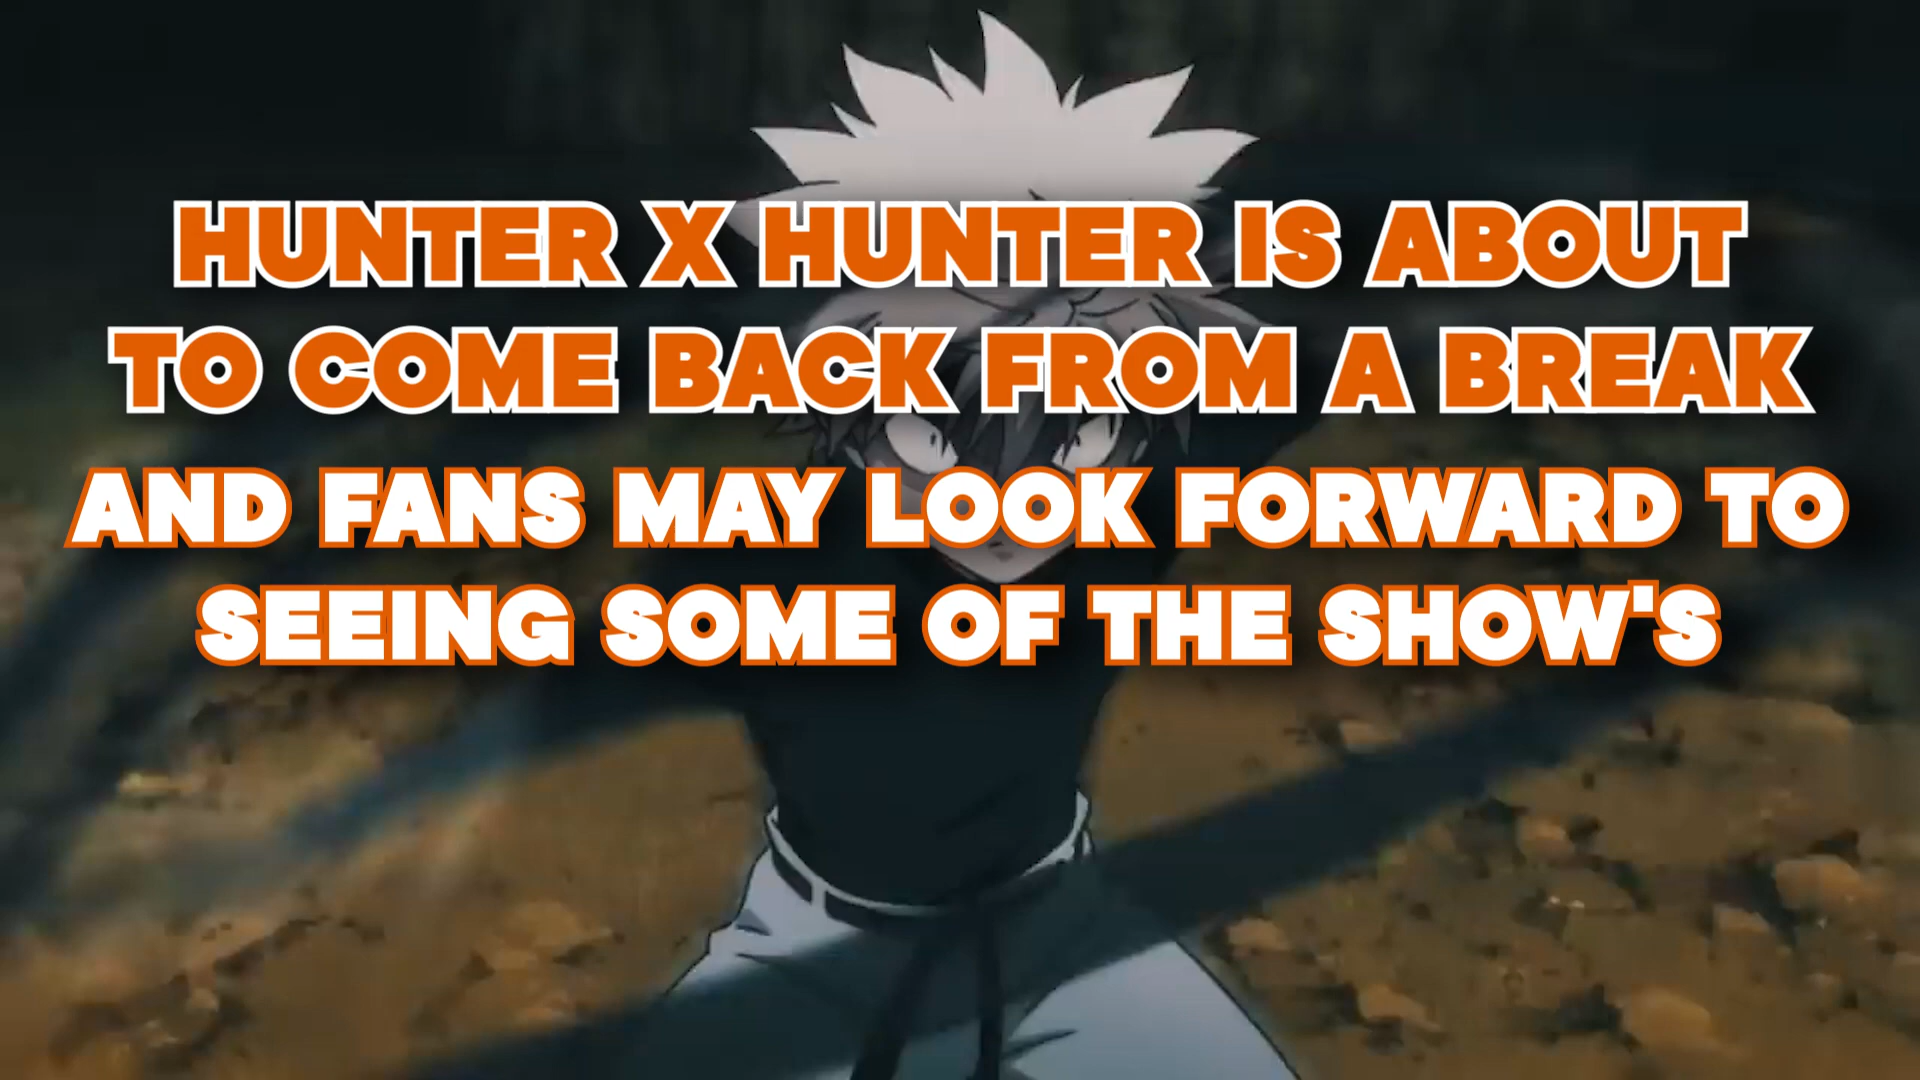 HUNTER X HUNTER IS ABOUT
TO COME BACK FROM A BREAK
AND FANS MAY LOOK FORWARD TO
SEEING SOME OF THE SHOW'S